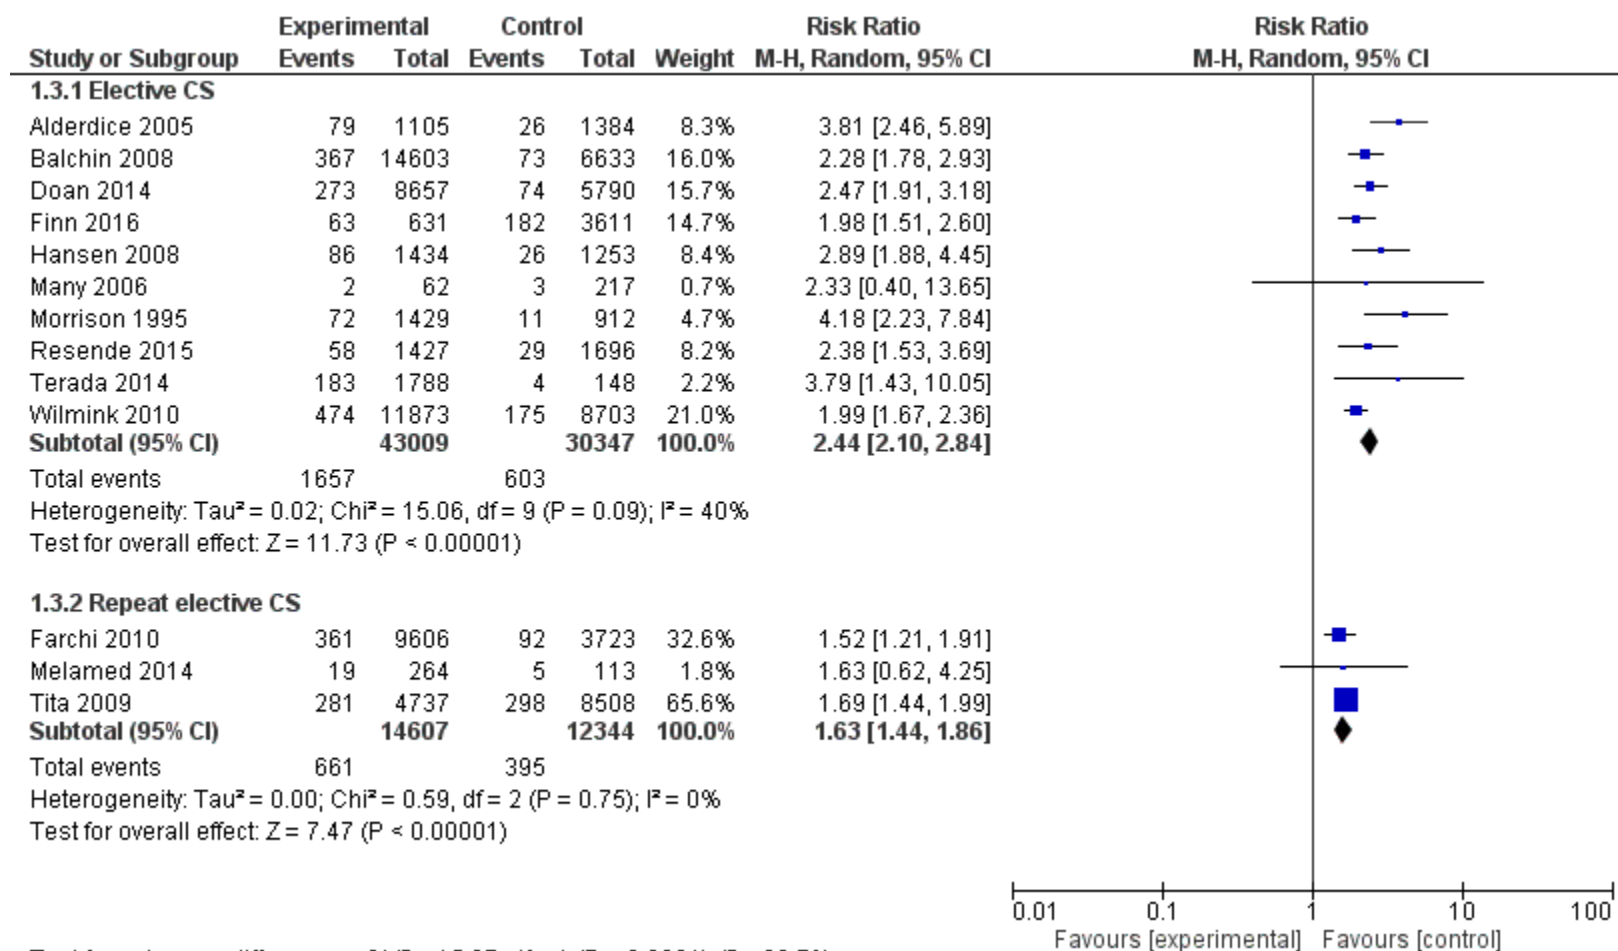 Experimental Control Risk Ratio Risk Ratio
Study or Subgroup Events Total Events Total Weight M-H, Random, 95% CI M-H, Random, 95% CI
1.3.1 Elective CS
Alderdice 2005 79 1105 26 1384 8.3% 3.81 [2.46, 5.89]
Balchin 2008 367 14603 73 6633 16.0% 2.28 [1.78, 2.93]
Doan 2014 273 8657 74 5790 15.7% 2.47 [1.91, 3.18]
Finn 2016 63 631 182 3611 14.7% 1.98 [1.51, 2.60]
Hansen 2008 86 1434 26 1253 8.4% 2.89 [1.88, 4.45]
Many 2006 2 62 3 217 0.7% 2.33 [0.40, 13.65]
Morrison 1995 72 1429 11 912 4.7% 4.18 [2.23, 7.84]
Resende 2015 58 1427 29 1696 8.2% 2.38 [1.53, 3.69]
Terada 2014 183 1788 4 148 2.2% 3.79 [1.43, 10.05]
Wilmink 2010 474 11873 175 8703 21.0% 1.99 [1.67, 2.36]
Subtotal (95% CI) 43009 30347 100.0% 2.44 [2.10, 2.84]
Total events 1657 603
Heterogeneity: Tau² = 0.02; Chi² = 15.06, df = 9 (P = 0.09); I² = 40%
Test for overall effect: Z = 11.73 (P < 0.00001)
1.3.2 Repeat elective CS
Farchi 2010 361 9606 92 3723 32.6% 1.52 [1.21, 1.91]
Melamed 2014 19 264 5 113 1.8% 1.63 [0.62, 4.25]
Tita 2009 281 4737 298 8508 65.6% 1.69 [1.44, 1.99]
Subtotal (95% CI) 14607 12344 100.0% 1.63 [1.44, 1.86]
Total events 661 395
Heterogeneity: Tau² = 0.00; Chi² = 0.59, df = 2 (P = 0.75); I² = 0%
Test for overall effect: Z = 7.47 (P < 0.00001)
0.01 0.1 1 10 100
Favours [experimental] Favours [control]